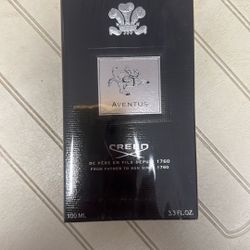 AVENTUS
CREED
DE PÈRE EN FILS DEPUIS 1760
FROM FATHER TO SON SINCE 1760
100 ML 3.3 FL.OZ.